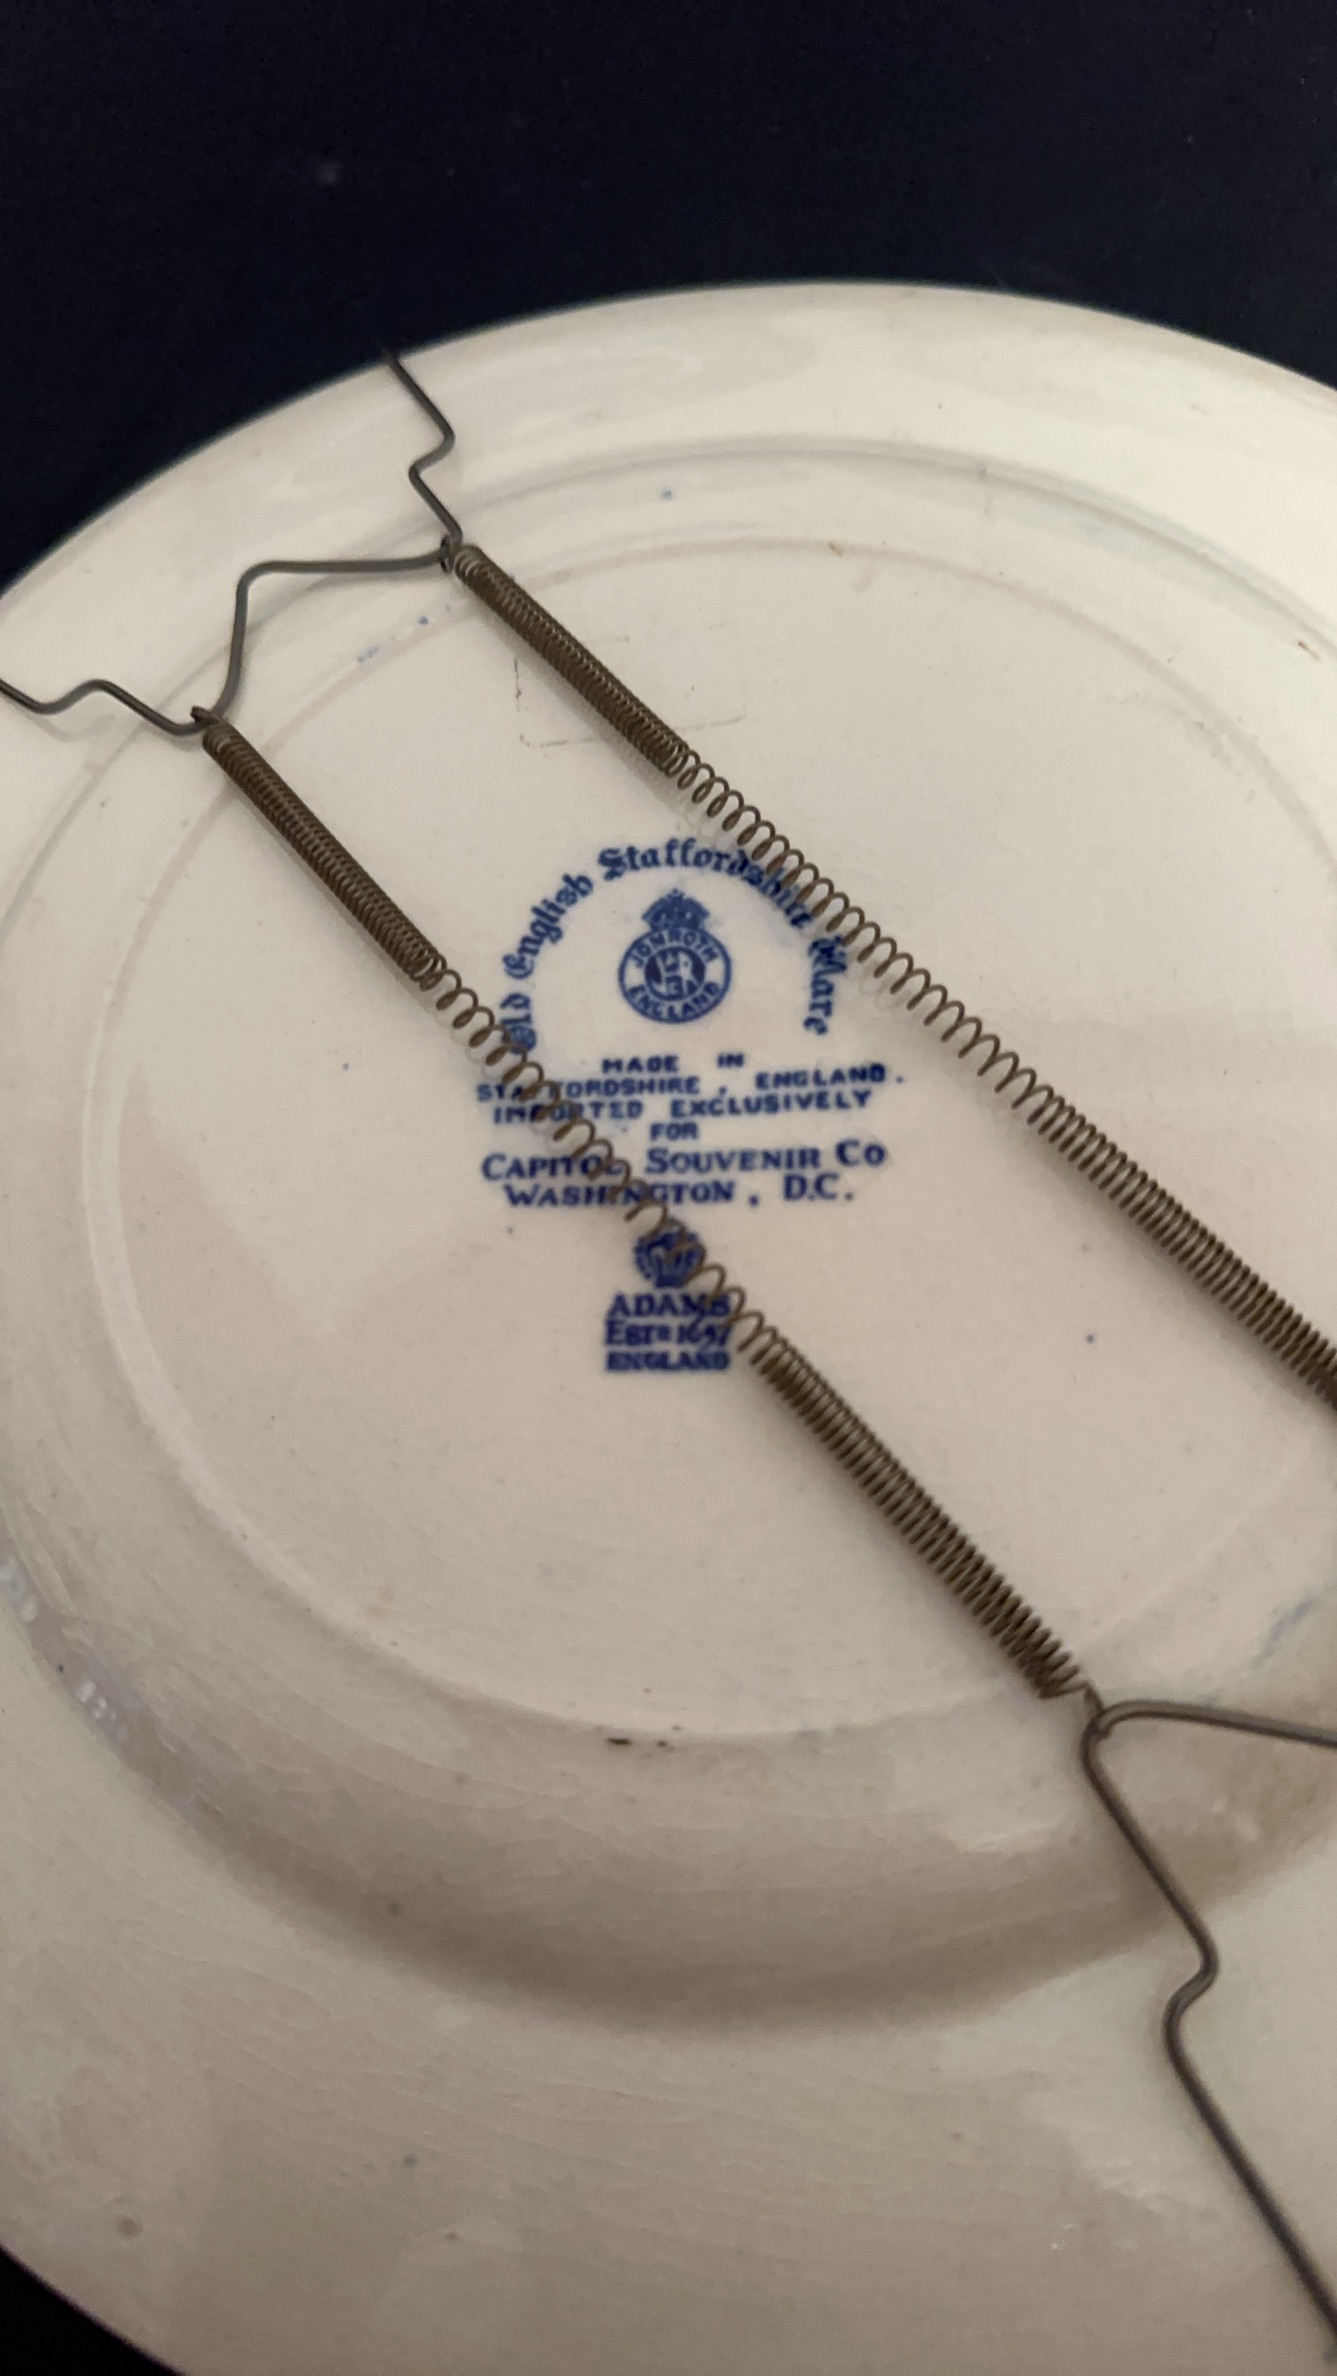 Old English Staffordshire Ware
JONROTH
ENGLAND
MADE IN
STAFFORDSHIRE, ENGLAND.
IMPORTED EXCLUSIVELY
FOR
CAPITOL SOUVENIR CO
WASHINGTON, D.C.
ADAMS
ESTD 1657
ENGLAND